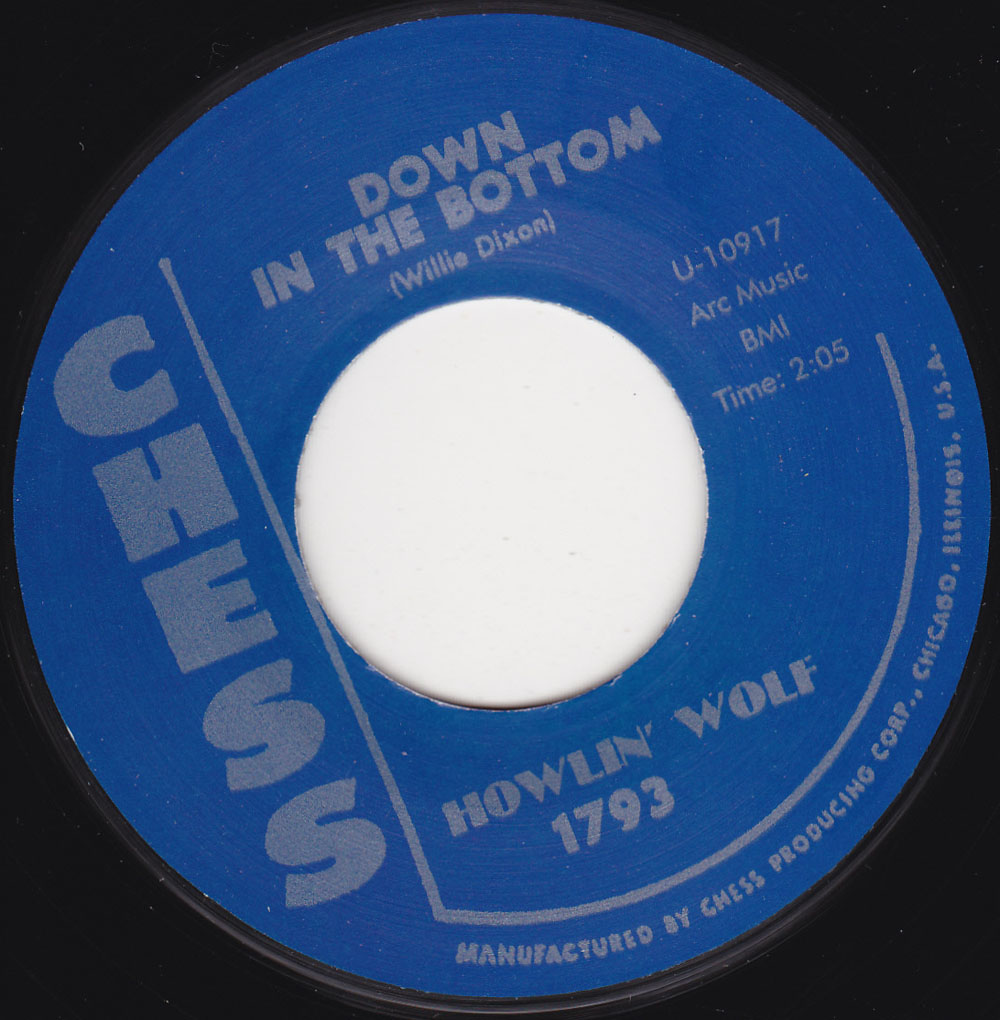 DOWN
IN THE BOTTOM
(Willie Dixon)
U-10917
Arc Music
BMI
Time: 2:05
CHESS
HOWLIN' WOLF
1793
MANUFACTURED BY CHESS PRODUCING CORP., CHICAGO, ILLINOIS, U.S.A.